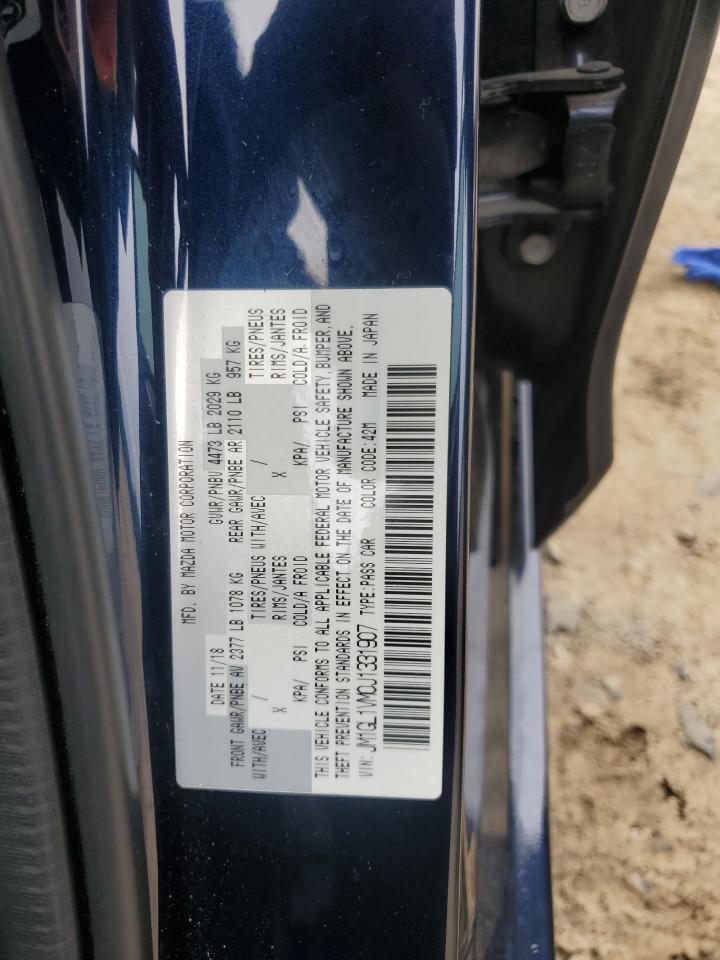 MFD. BY MAZDA MOTOR CORPORATION
DATE 11/18 GVWR/PNBV 4473 LB 2029 KG
FRONT GAWR/PNBE AV 2377 LB 1078 KG REAR GAWR/PNBE AR 2110 LB 957 KG
WITH/AVEC / TIRES/PNEUS WITH/AVEC / TIRES/PNEUS
X RIMS/JANTES X RIMS/JANTES
KPA/ PSI COLD/A FROID KPA/ PSI COLD/A FROID
THIS VEHICLE CONFORMS TO ALL APPLICABLE FEDERAL MOTOR VEHICLE SAFETY, BUMPER, AND
THEFT PREVENTION STANDARDS IN EFFECT ON THE DATE OF MANUFACTURE SHOWN ABOVE.
VIN: JM1GL1VM0J1331907 TYPE:PASS CAR COLOR CODE:42M MADE IN JAPAN